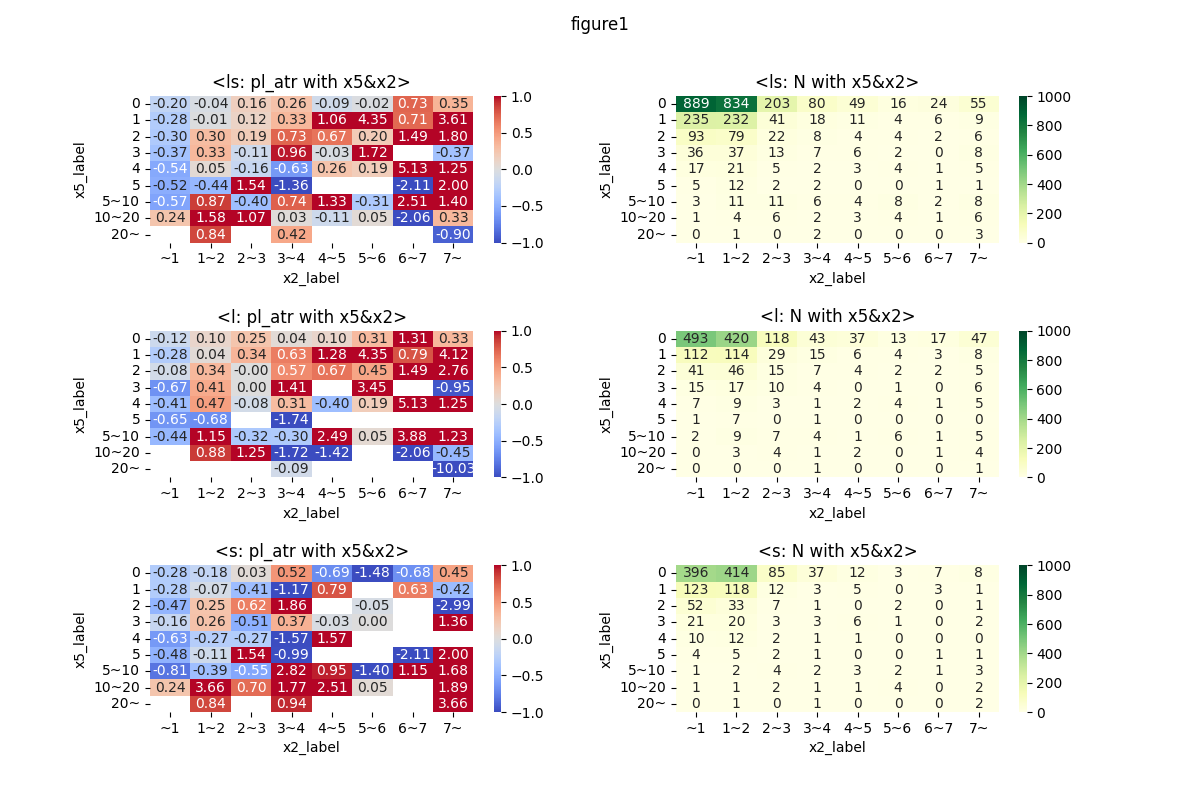 figure1
<ls: pl_atr with x5&x2>
x5_label
0 -0.20 -0.04 0.16 0.26 -0.09 -0.02 0.73 0.35
1 -0.28 -0.01 0.12 0.33 1.06 4.35 0.71 3.61
2 -0.30 0.30 0.19 0.73 0.67 0.20 1.49 1.80
3 -0.37 0.33 -0.11 0.96 -0.03 1.72 -0.37
4 -0.54 0.05 -0.16 -0.63 0.26 0.19 5.13 1.25
5 -0.52 -0.44 1.54 -1.36 -2.11 2.00
5~10 -0.57 0.87 -0.40 0.74 1.33 -0.31 2.51 1.40
10~20 0.24 1.58 1.07 0.03 -0.11 0.05 -2.06 0.33
20~ 0.84 0.42 -0.90
~1 1~2 2~3 3~4 4~5 5~6 6~7 7~
x2_label
1.0
0.5
0.0
−0.5
−1.0
<ls: N with x5&x2>
x5_label
0 889 834 203 80 49 16 24 55
1 235 232 41 18 11 4 6 9
2 93 79 22 8 4 4 2 6
3 36 37 13 7 6 2 0 8
4 17 21 5 2 3 4 1 5
5 5 12 2 2 0 0 1 1
5~10 3 11 11 6 4 8 2 8
10~20 1 4 6 2 3 4 1 6
20~ 0 1 0 2 0 0 0 3
~1 1~2 2~3 3~4 4~5 5~6 6~7 7~
x2_label
1000
800
600
400
200
0
<l: pl_atr with x5&x2>
x5_label
0 -0.12 0.10 0.25 0.04 0.10 0.31 1.31 0.33
1 -0.28 0.04 0.34 0.63 1.28 4.35 0.79 4.12
2 -0.08 0.34 -0.00 0.57 0.67 0.45 1.49 2.76
3 -0.67 0.41 0.00 1.41 3.45 -0.95
4 -0.41 0.47 -0.08 0.31 -0.40 0.19 5.13 1.25
5 -0.65 -0.68 -1.74
5~10 -0.44 1.15 -0.32 -0.30 2.49 0.05 3.88 1.23
10~20 0.88 1.25 -1.72 -1.42 -2.06 -0.45
20~ -0.09 -10.03
~1 1~2 2~3 3~4 4~5 5~6 6~7 7~
x2_label
1.0
0.5
0.0
−0.5
−1.0
<l: N with x5&x2>
x5_label
0 493 420 118 43 37 13 17 47
1 112 114 29 15 6 4 3 8
2 41 46 15 7 4 2 2 5
3 15 17 10 4 0 1 0 6
4 7 9 3 1 2 4 1 5
5 1 7 0 1 0 0 0 0
5~10 2 9 7 4 1 6 1 5
10~20 0 3 4 1 2 0 1 4
20~ 0 0 0 1 0 0 0 1
~1 1~2 2~3 3~4 4~5 5~6 6~7 7~
x2_label
1000
800
600
400
200
0
<s: pl_atr with x5&x2>
x5_label
0 -0.28 -0.18 0.03 0.52 -0.69 -1.48 -0.68 0.45
1 -0.28 -0.07 -0.41 -1.17 0.79 0.63 -0.42
2 -0.47 0.25 0.62 1.86 -0.05 -2.99
3 -0.16 0.26 -0.51 0.37 -0.03 0.00 1.36
4 -0.63 -0.27 -0.27 -1.57 1.57
5 -0.48 -0.11 1.54 -0.99 -2.11 2.00
5~10 -0.81 -0.39 -0.55 2.82 0.95 -1.40 1.15 1.68
10~20 0.24 3.66 0.70 1.77 2.51 0.05 1.89
20~ 0.84 0.94 3.66
~1 1~2 2~3 3~4 4~5 5~6 6~7 7~
x2_label
1.0
0.5
0.0
−0.5
−1.0
<s: N with x5&x2>
x5_label
0 396 414 85 37 12 3 7 8
1 123 118 12 3 5 0 3 1
2 52 33 7 1 0 2 0 1
3 21 20 3 3 6 1 0 2
4 10 12 2 1 1 0 0 0
5 4 5 2 1 0 0 1 1
5~10 1 2 4 2 3 2 1 3
10~20 1 1 2 1 1 4 0 2
20~ 0 1 0 1 0 0 0 2
~1 1~2 2~3 3~4 4~5 5~6 6~7 7~
x2_label
1000
800
600
400
200
0